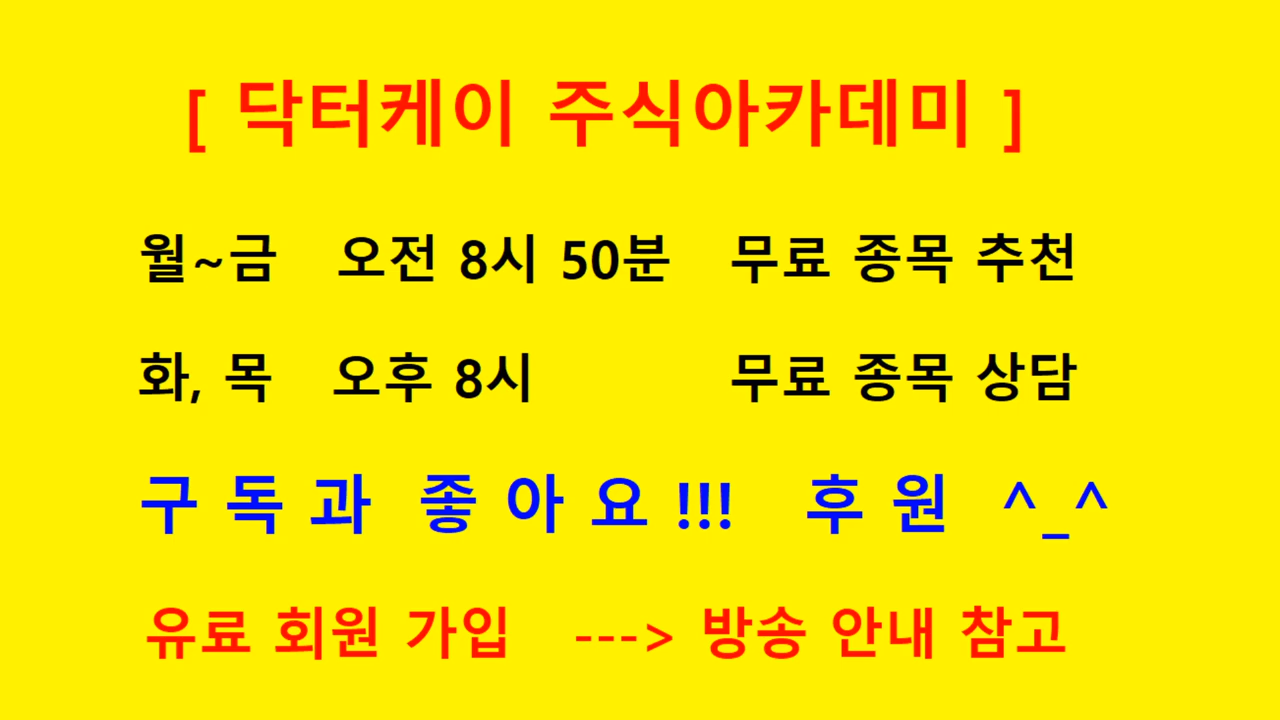 [ 닥터케이 주식아카데미 ]
월~금 오전 8시 50분 무료 종목 추천
화, 목 오후 8시 무료 종목 상담
구 독 과 좋 아 요 !!! 후 원 ^_^
유료 회원 가입 ---> 방송 안내 참고